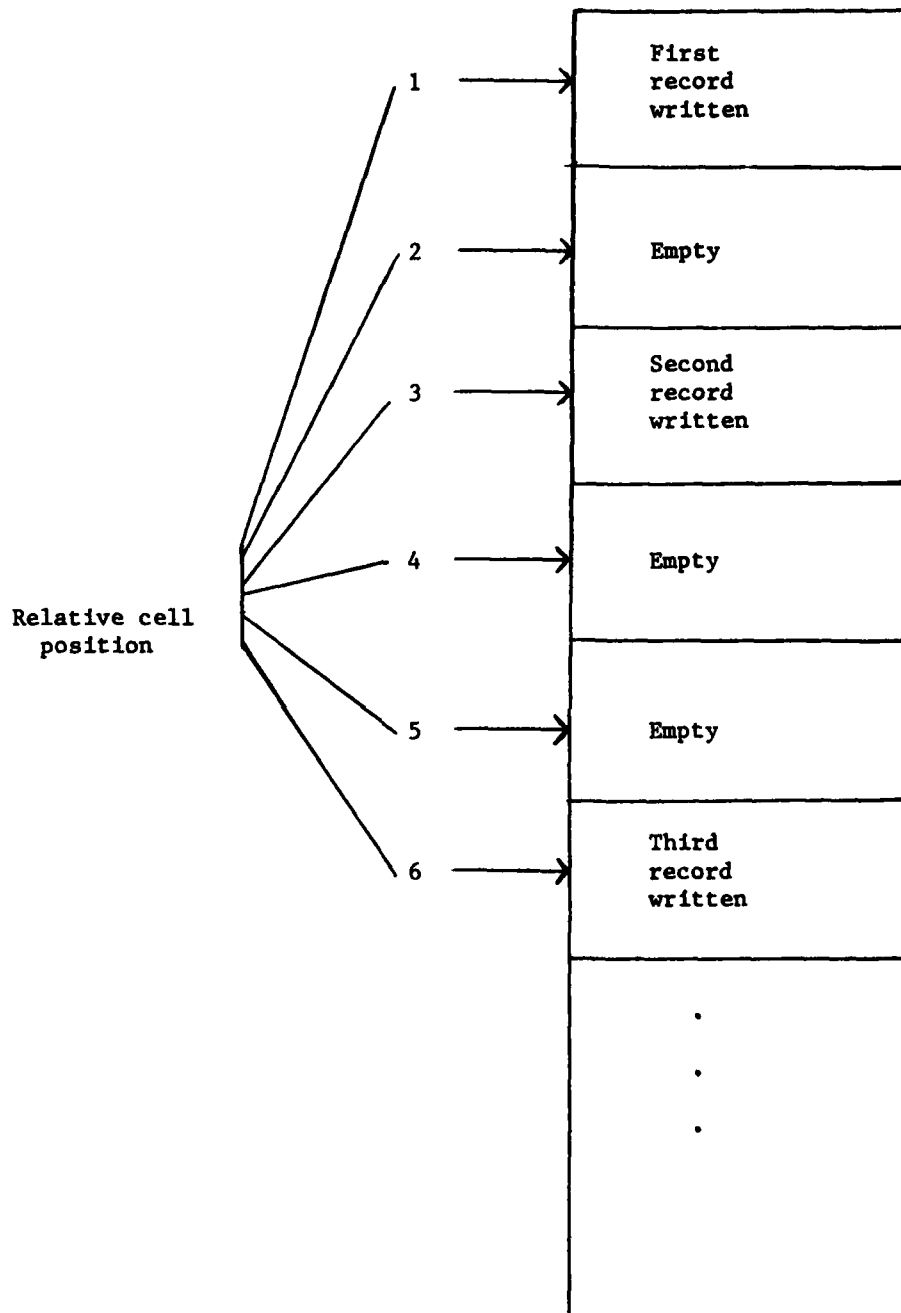 1
First
record
written
2
Empty
3
Second
record
written
4
Empty
Relative cell
position
5
Empty
6
Third
record
written
.
.
.